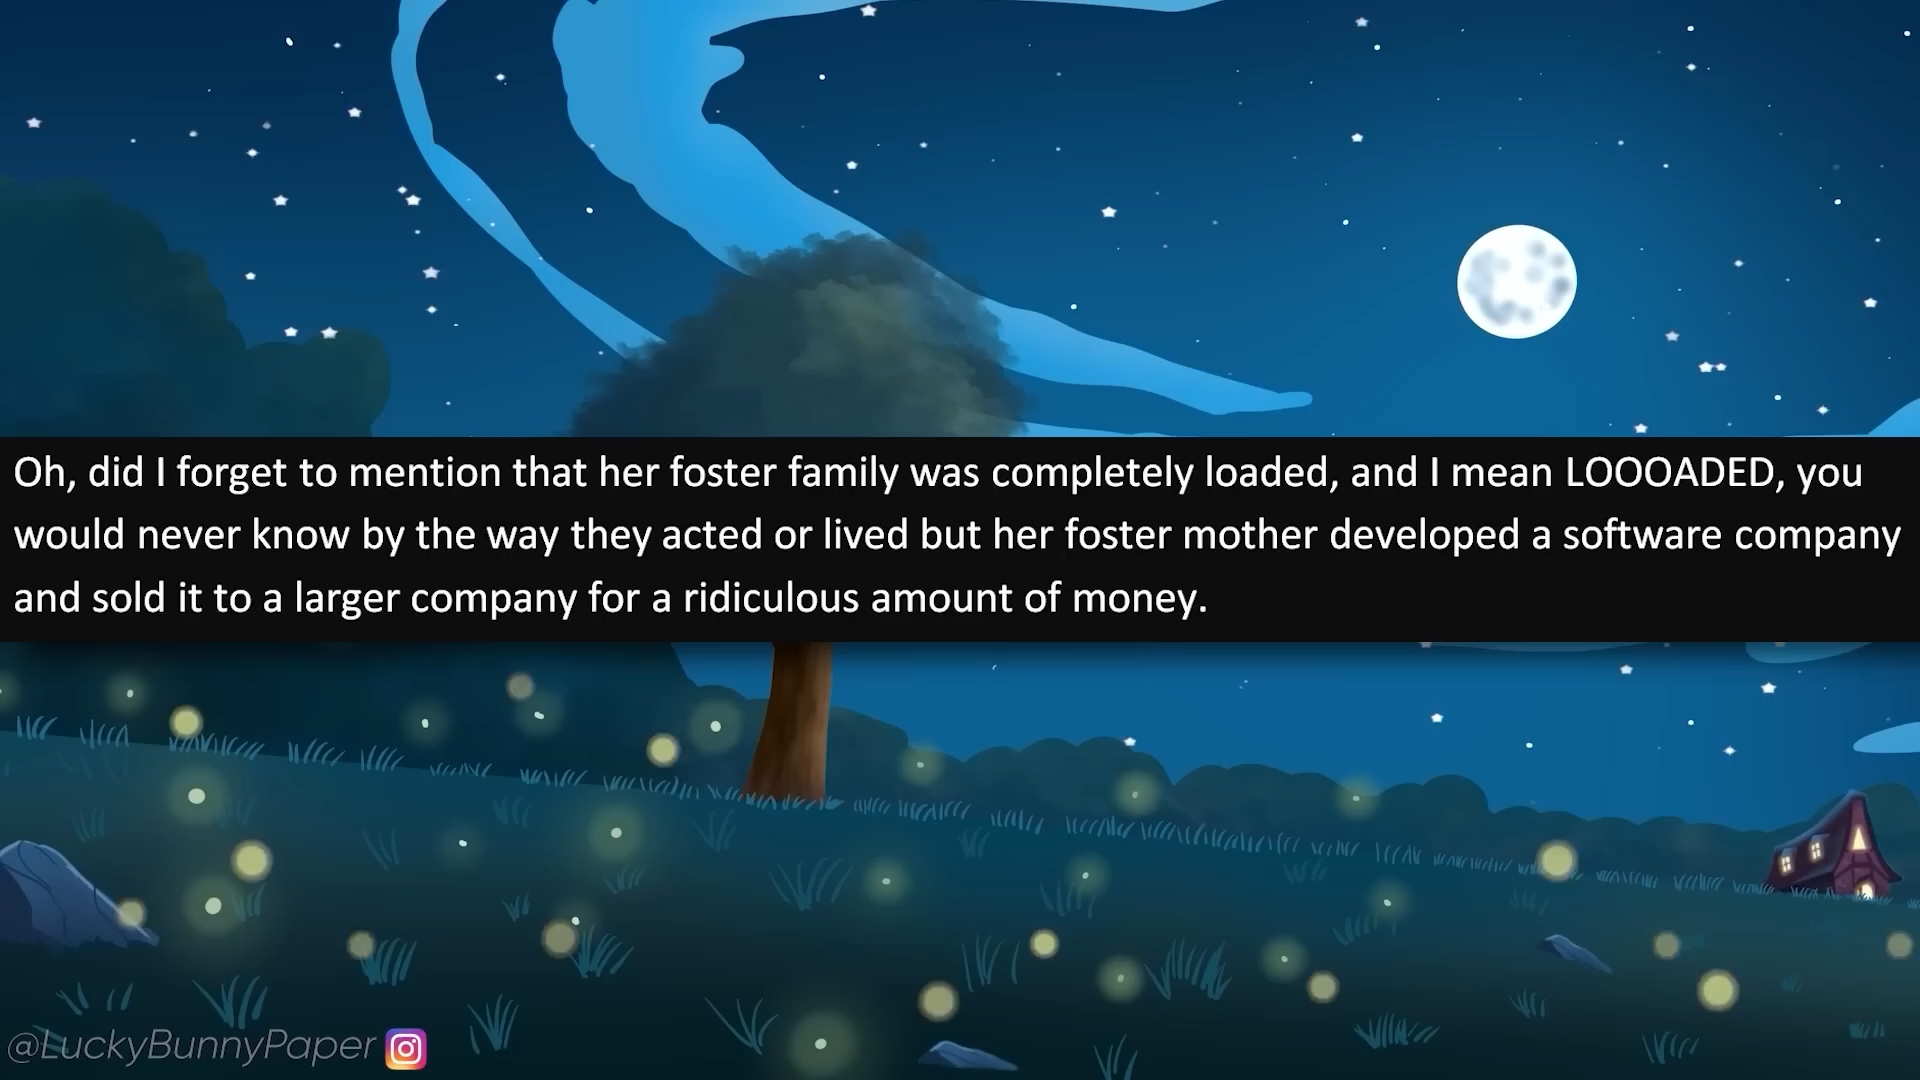 Oh, did I forget to mention that her foster family was completely loaded, and I mean LOOOADED, you
would never know by the way they acted or lived but her foster mother developed a software company
and sold it to a larger company for a ridiculous amount of money.
@LuckyBunnyPaper